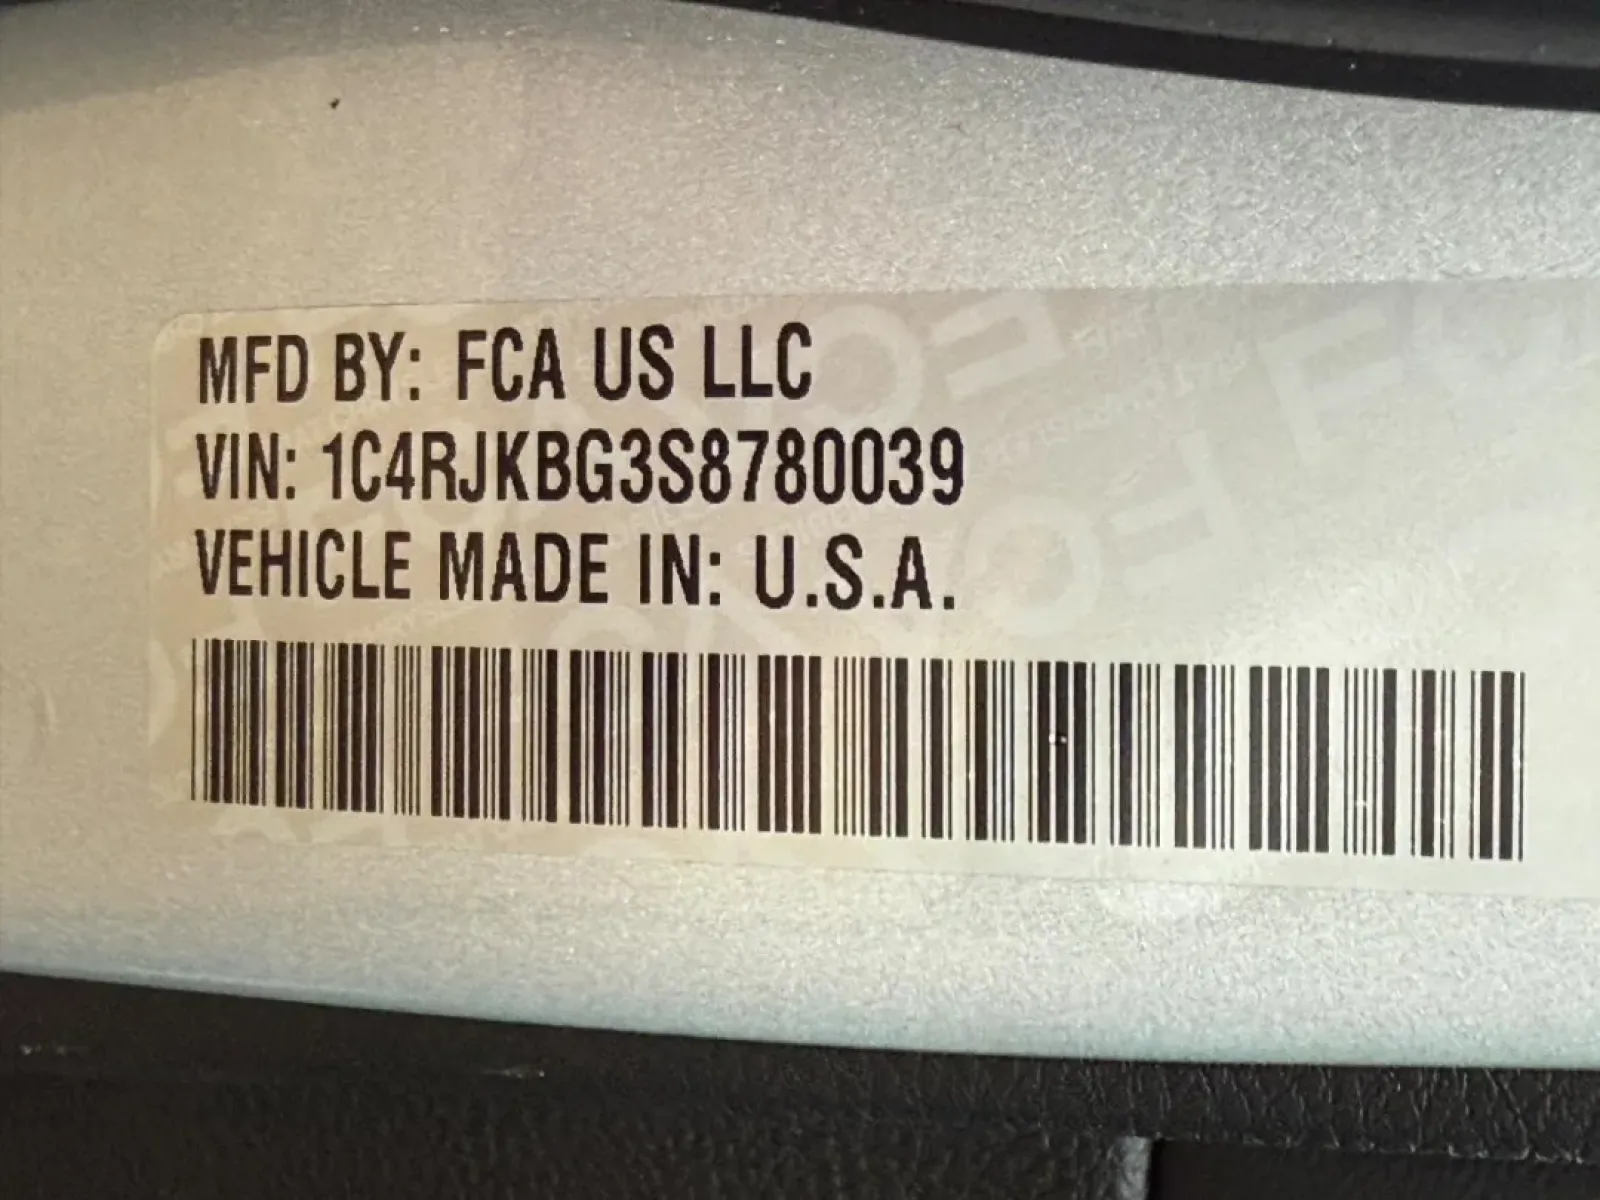 MFD BY: FCA US LLC
VIN: 1C4RJKBG3S8780039
VEHICLE MADE IN: U.S.A.